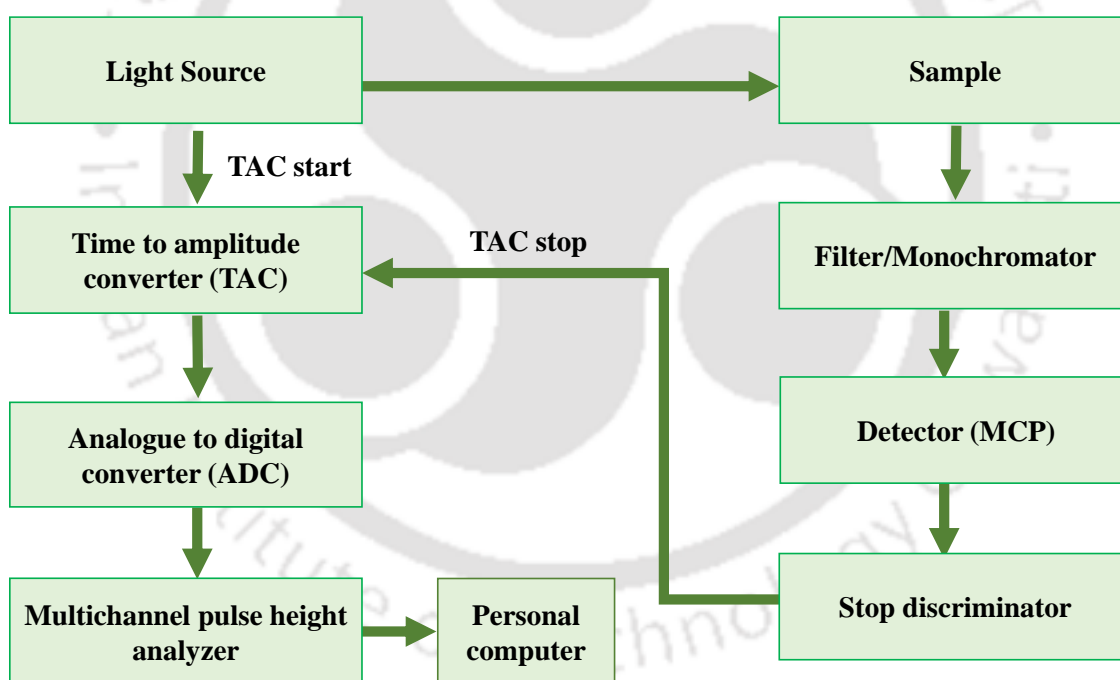 Light Source
Sample
TAC start
Time to amplitude
converter (TAC)
TAC stop
Filter/Monochromator
Analogue to digital
converter (ADC)
Detector (MCP)
Multichannel pulse height
analyzer
Personal
computer
Stop discriminator